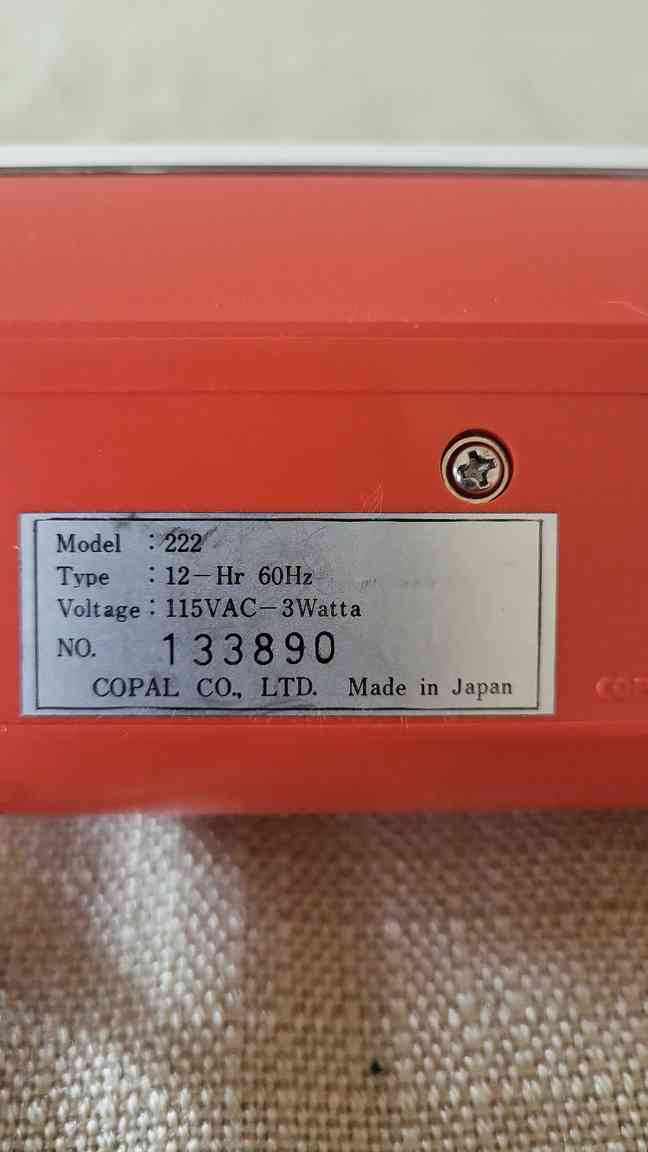 Model : 222
Type : 12-Hr 60Hz
Voltage : 115VAC-3Watta
NO. 133890
COPAL CO., LTD. Made in Japan